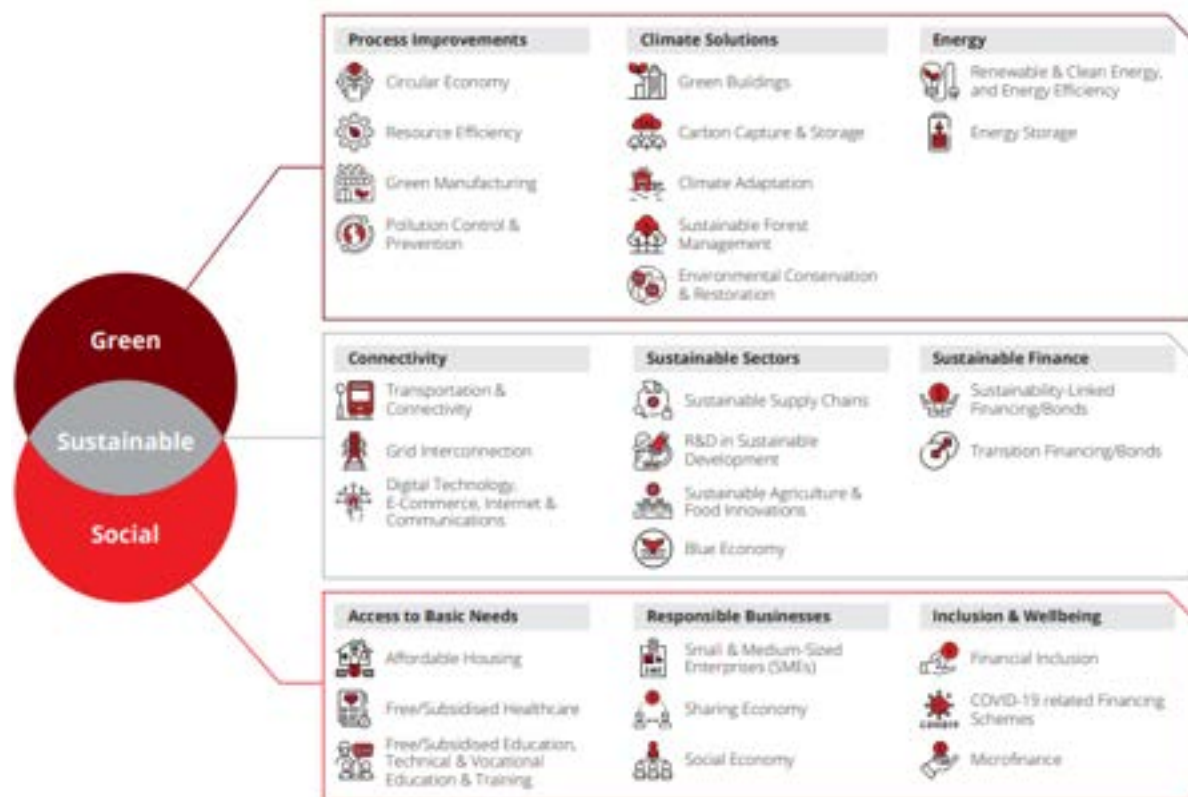 Green
Sustainable
Social
Process Improvements
Circular Economy
Resource Efficiency
Green Manufacturing
Pollution Control &
Prevention
Climate Solutions
Green Buildings
Carbon Capture & Storage
Climate Adaptation
Sustainable Forest
Management
Environmental Conservation
& Restoration
Energy
Renewable & Clean Energy,
and Energy Efficiency
Energy Storage
Connectivity
Transportation &
Connectivity
Grid Interconnection
Digital Technology,
E-Commerce, Internet &
Communications
Sustainable Sectors
Sustainable Supply Chains
R&D in Sustainable
Development
Sustainable Agriculture &
Food Innovations
Blue Economy
Sustainable Finance
Sustainability-Linked
Financing/Bonds
Transition Financing/Bonds
Access to Basic Needs
Affordable Housing
Free/Subsidised Healthcare
Free/Subsidised Education,
Technical & Vocational
Education & Training
Responsible Businesses
Small & Medium-Sized
Enterprises (SMEs)
Sharing Economy
Social Economy
Inclusion & Wellbeing
Financial Inclusion
COVID-19 related Financing
Schemes
Microfinance